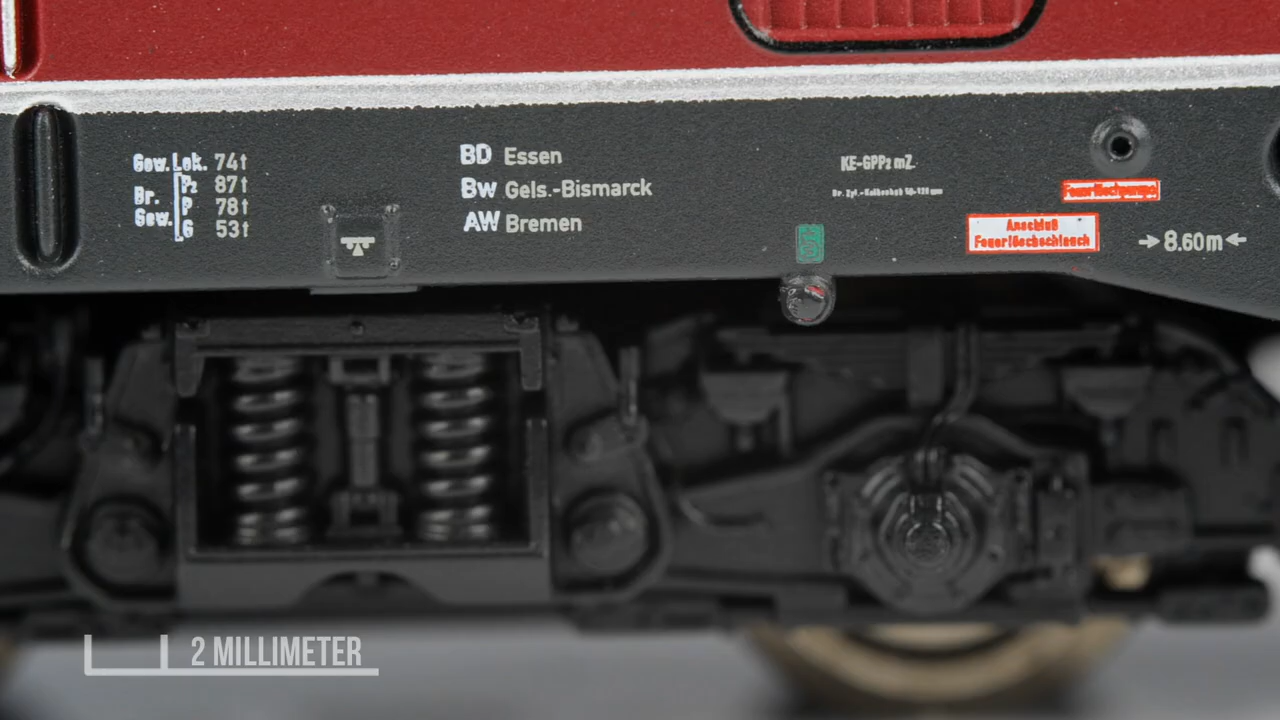 Gew. Lok. 74t
Br. Gew. P2 87t
P 78t
G 53t
BD Essen
Bw Gels.-Bismarck
AW Bremen
KE-GPP2 mZ.
Feuerlöschpumpe
Anschluß
Feuerlöschschlauch
8.60m
2 MILLIMETER